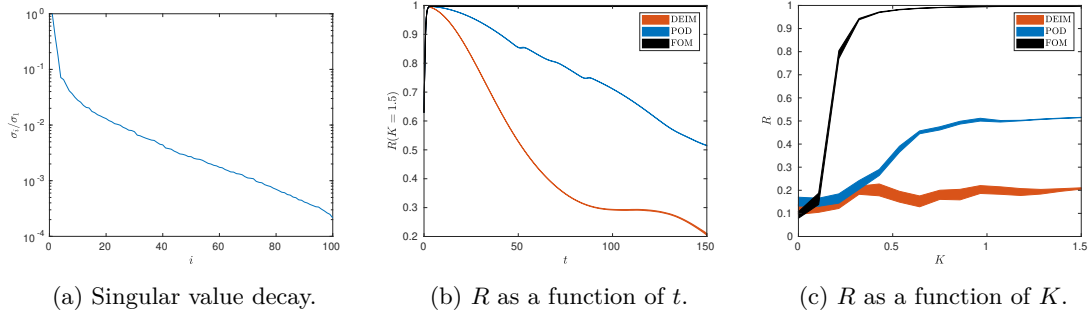 10^0
10^-1
10^-2
10^-3
10^-4
σ_i/σ_1
0 20 40 60 80 100
i
(a) Singular value decay.
1
0.9
0.8
0.7
0.6
0.5
0.4
0.3
0.2
R(K = 1.5)
0 50 100 150
t
DEIM
POD
FOM
(b) R as a function of t.
1
0.9
0.8
0.7
0.6
0.5
0.4
0.3
0.2
0.1
0
R
0 0.5 1 1.5
K
DEIM
POD
FOM
(c) R as a function of K.